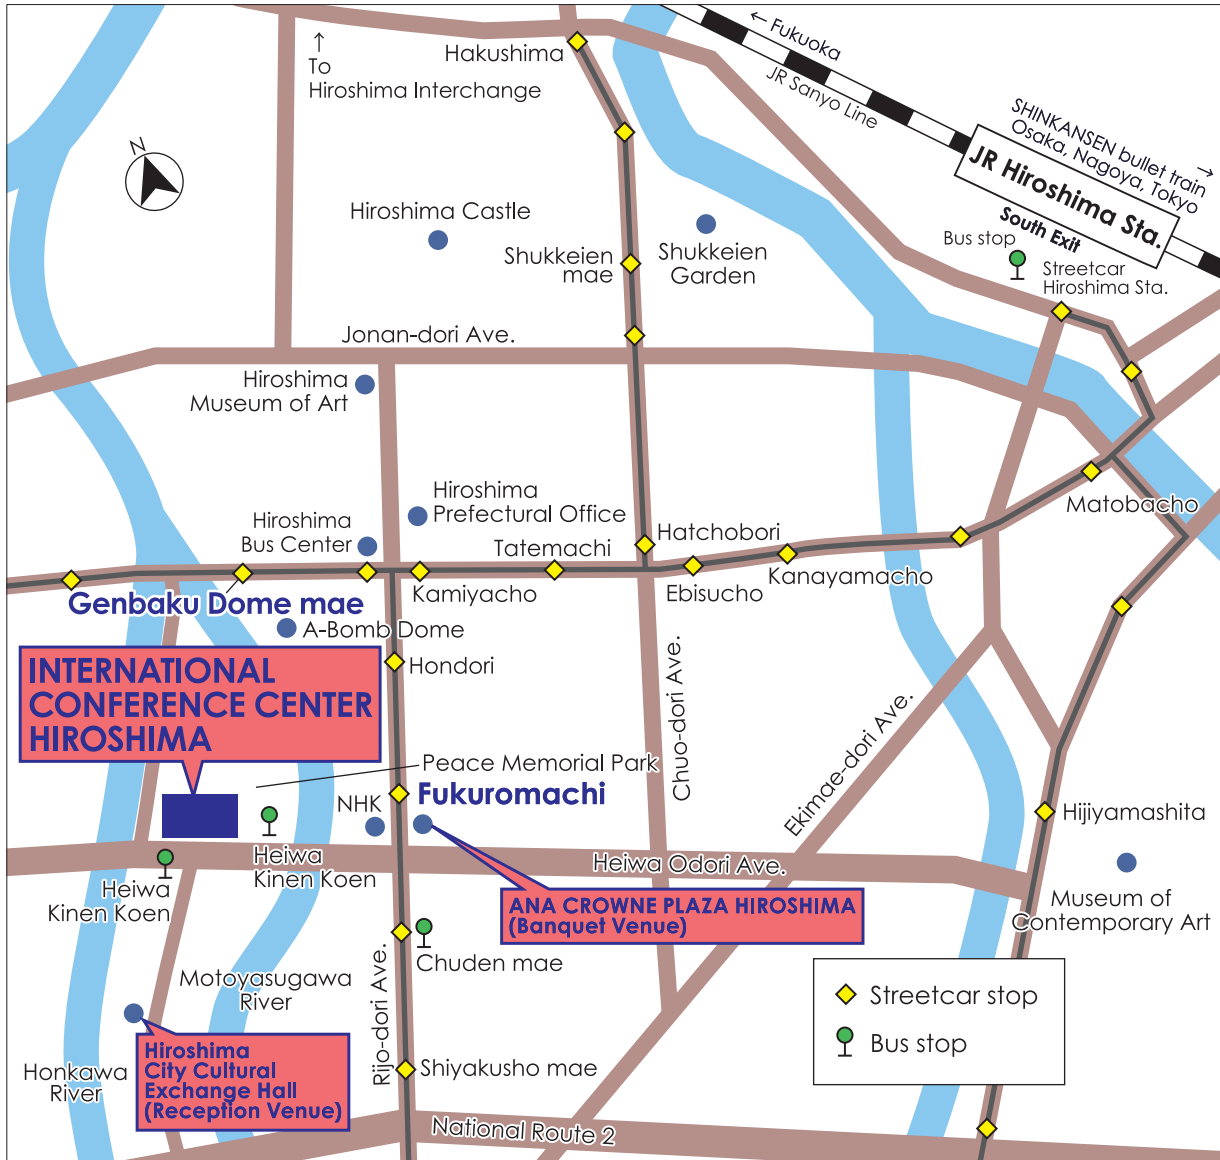 ← Fukuoka
JR Sanyo Line
Hakushima
↑
To
Hiroshima Interchange
SHINKANSEN bullet train →
Osaka, Nagoya, Tokyo
JR Hiroshima Sta.
South Exit
N
Hiroshima Castle
Shukkeien
mae
Shukkeien
Garden
Bus stop
Streetcar
Hiroshima Sta.
Jonan-dori Ave.
Hiroshima
Museum of Art
Hiroshima
Prefectural Office
Hiroshima
Bus Center
Tatemachi
Hatchobori
Matobacho
Genbaku Dome mae
Kamiyacho
Ebisucho
Kanayamacho
A-Bomb Dome
Hondori
INTERNATIONAL
CONFERENCE CENTER
HIROSHIMA
Chuo-dori Ave.
Ekimae-dori Ave.
Peace Memorial Park
Fukuromachi
NHK
Hijiyamashita
Heiwa
Kinen Koen
Heiwa
Kinen Koen
Heiwa Odori Ave.
ANA CROWNE PLAZA HIROSHIMA
(Banquet Venue)
Museum of
Contemporary Art
Chuden mae
Rijo-dori Ave.
Motoyasugawa
River
Streetcar stop
Bus stop
Hiroshima
City Cultural
Exchange Hall
(Reception Venue)
Honkawa
River
Shiyakusho mae
National Route 2